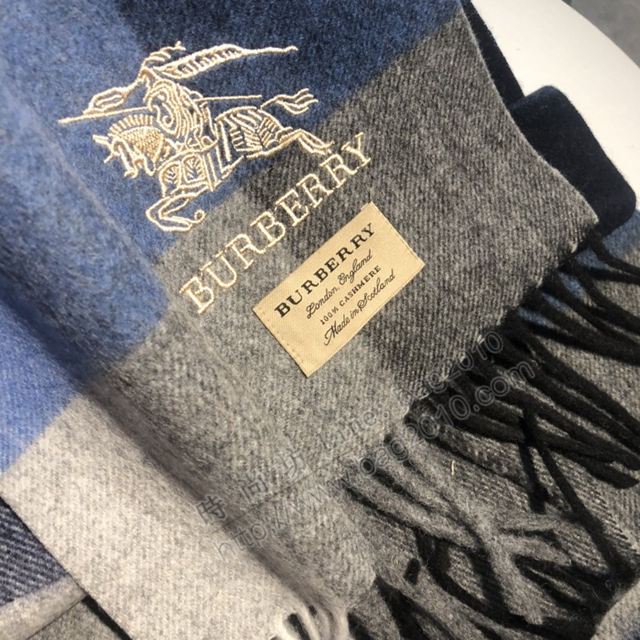 BURBERRY
BURBERRY
London, England
100% CASHMERE
Made in Scotland